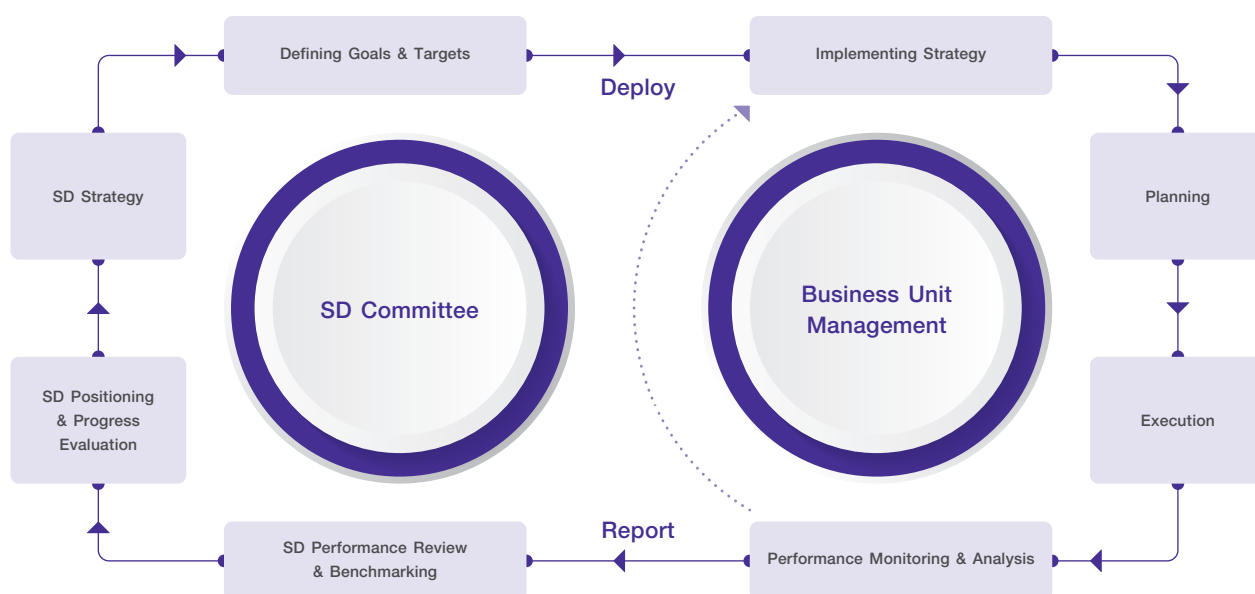 Defining Goals & Targets
Deploy
Implementing Strategy
SD Strategy
Planning
SD Committee
Business Unit
Management
SD Positioning
& Progress
Evaluation
Execution
SD Performance Review
& Benchmarking
Report
Performance Monitoring & Analysis